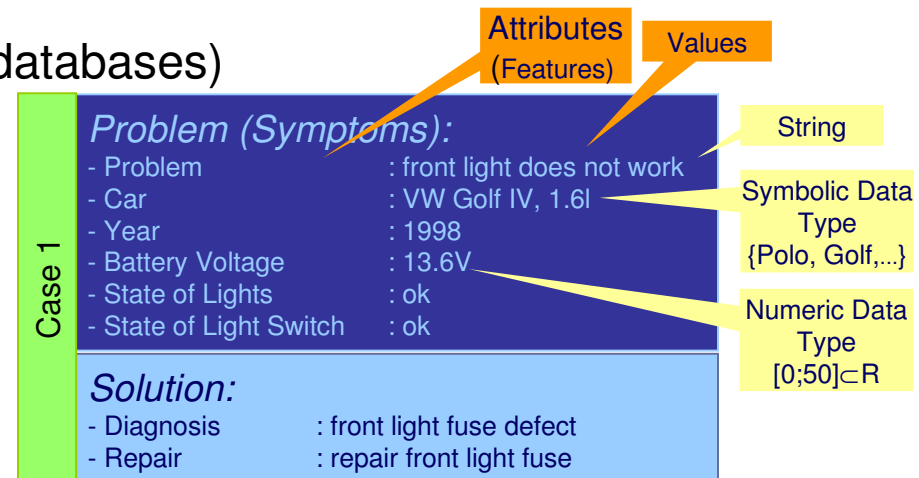 databases)
Attributes
(Features)
Values
Case 1
Problem (Symptoms):
- Problem : front light does not work
- Car : VW Golf IV, 1.6l
- Year : 1998
- Battery Voltage : 13.6V
- State of Lights : ok
- State of Light Switch : ok
String
Symbolic Data
Type
{Polo, Golf,...}
Numeric Data
Type
[0;50]⊂R
Solution:
- Diagnosis : front light fuse defect
- Repair : repair front light fuse